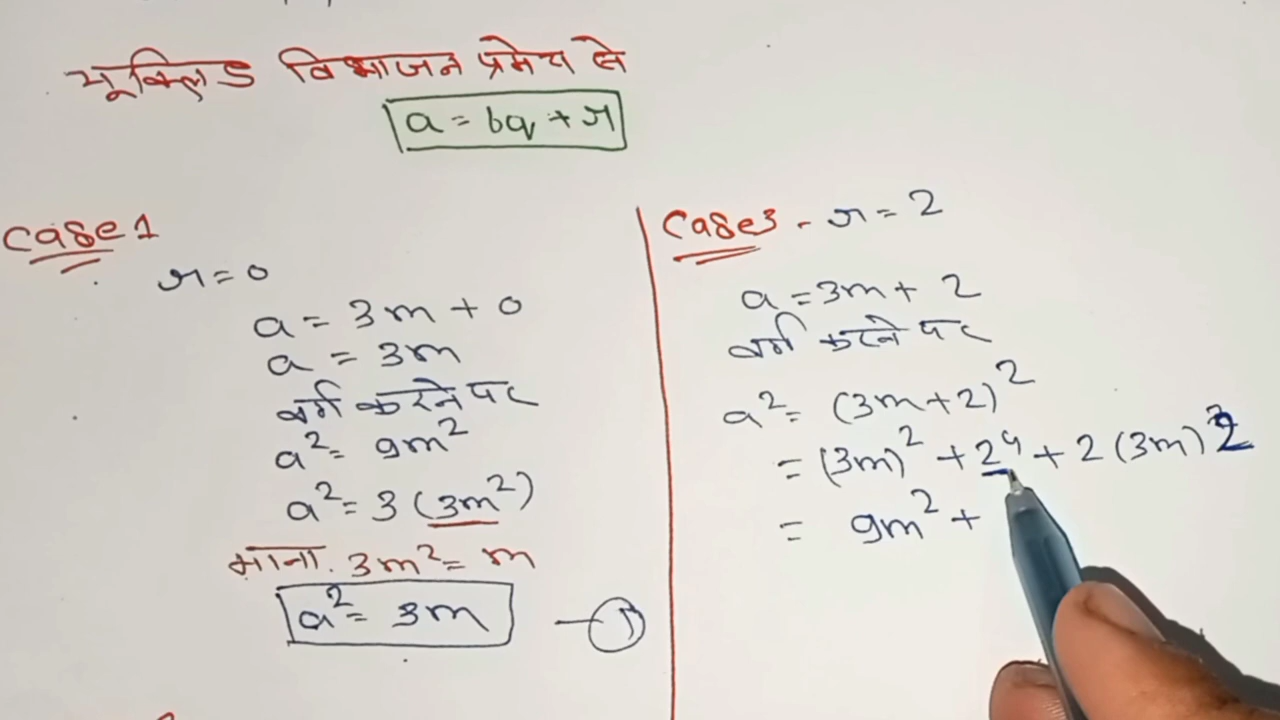 यूक्लिड विभाजन प्रमेय से
a = bq + r
Case 1
r = 0
a = 3m + 0
a = 3m
वर्ग करने पर
a² = 9m²
a² = 3 (3m²)
माना. 3m² = m
a² = 3m — ①
Case 3 - r = 2
a = 3m + 2
वर्ग करने पर
a² = (3m+2)²
= (3m)² + 2⁴ + 2 (3m) 2
= 9m² +